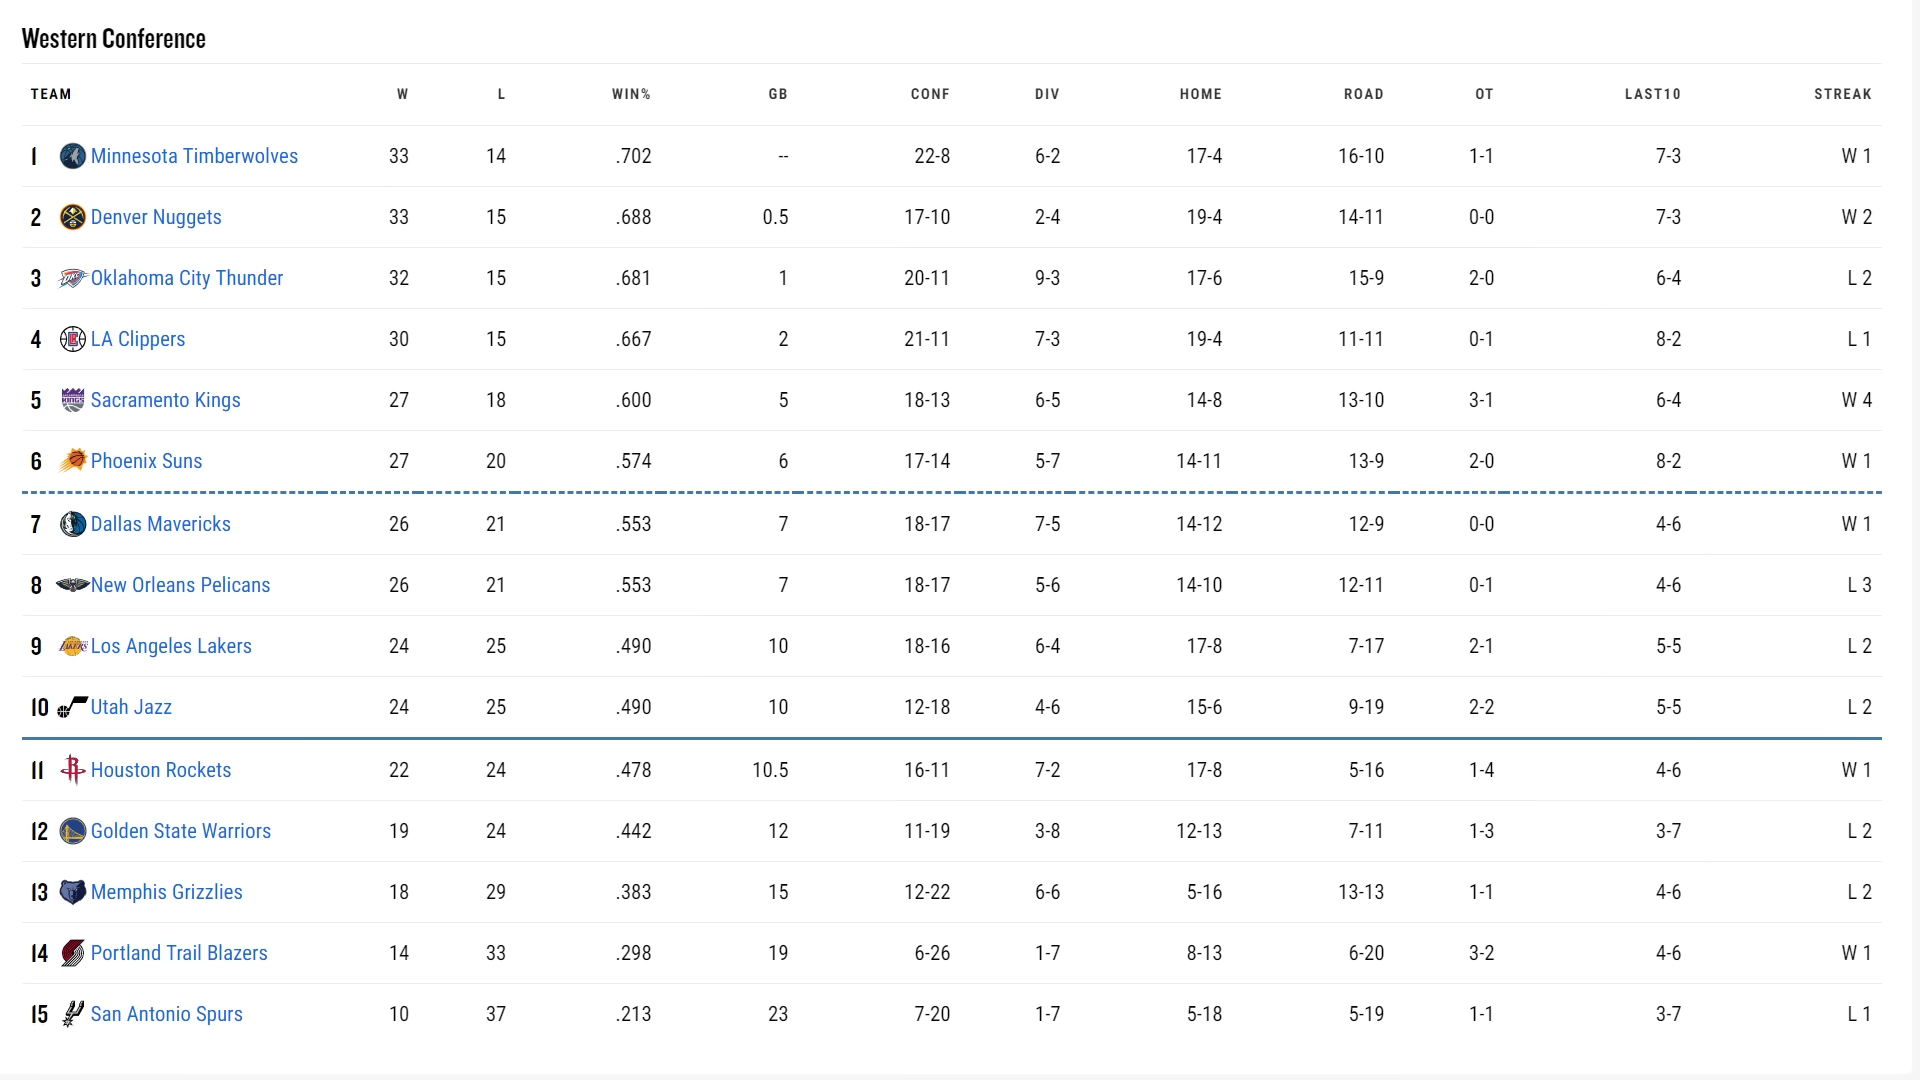 Western Conference
TEAM W L WIN% GB CONF DIV HOME ROAD OT LAST10 STREAK
1 Minnesota Timberwolves 33 14 .702 -- 22-8 6-2 17-4 16-10 1-1 7-3 W 1
2 Denver Nuggets 33 15 .688 0.5 17-10 2-4 19-4 14-11 0-0 7-3 W 2
3 Oklahoma City Thunder 32 15 .681 1 20-11 9-3 17-6 15-9 2-0 6-4 L 2
4 LA Clippers 30 15 .667 2 21-11 7-3 19-4 11-11 0-1 8-2 L 1
5 Sacramento Kings 27 18 .600 5 18-13 6-5 14-8 13-10 3-1 6-4 W 4
6 Phoenix Suns 27 20 .574 6 17-14 5-7 14-11 13-9 2-0 8-2 W 1
7 Dallas Mavericks 26 21 .553 7 18-17 7-5 14-12 12-9 0-0 4-6 W 1
8 New Orleans Pelicans 26 21 .553 7 18-17 5-6 14-10 12-11 0-1 4-6 L 3
9 Los Angeles Lakers 24 25 .490 10 18-16 6-4 17-8 7-17 2-1 5-5 L 2
10 Utah Jazz 24 25 .490 10 12-18 4-6 15-6 9-19 2-2 5-5 L 2
11 Houston Rockets 22 24 .478 10.5 16-11 7-2 17-8 5-16 1-4 4-6 W 1
12 Golden State Warriors 19 24 .442 12 11-19 3-8 12-13 7-11 1-3 3-7 L 2
13 Memphis Grizzlies 18 29 .383 15 12-22 6-6 5-16 13-13 1-1 4-6 L 2
14 Portland Trail Blazers 14 33 .298 19 6-26 1-7 8-13 6-20 3-2 4-6 W 1
15 San Antonio Spurs 10 37 .213 23 7-20 1-7 5-18 5-19 1-1 3-7 L 1